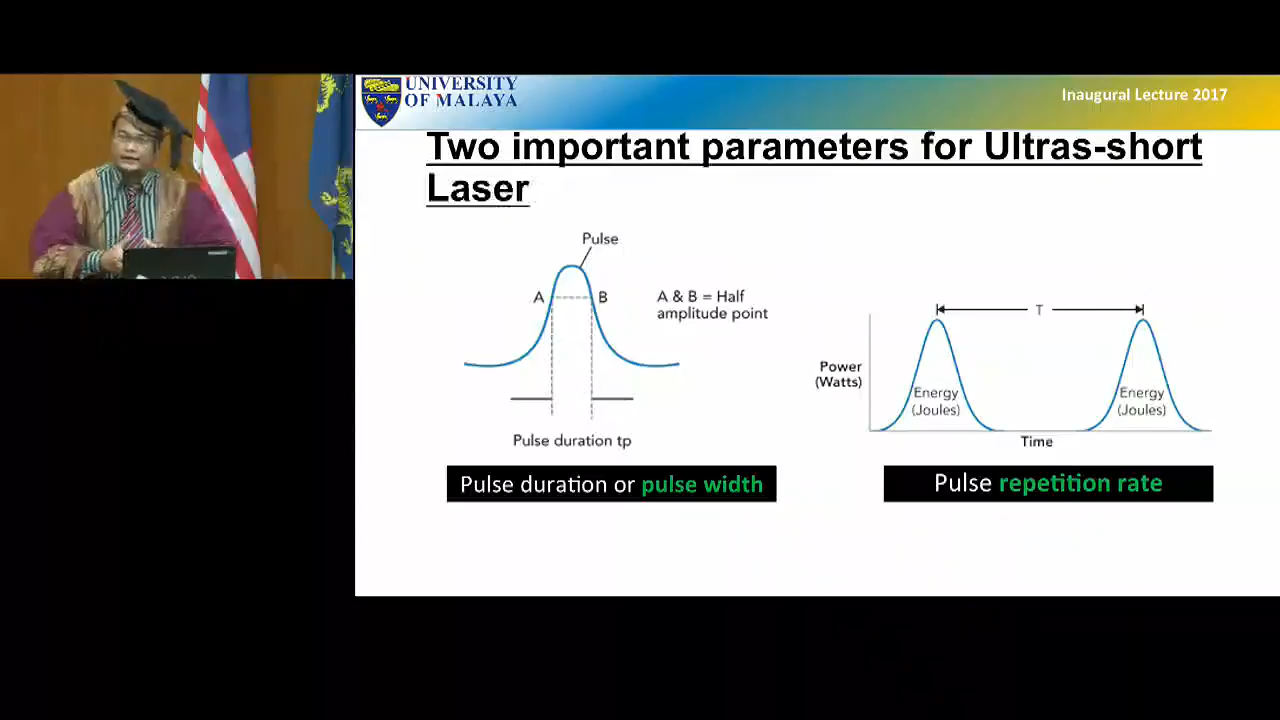 UNIVERSITY
OF MALAYA
Inaugural Lecture 2017
Two important parameters for Ultras-short
Laser
Pulse
A
B
A & B = Half
amplitude point
Pulse duration tp
Pulse duration or pulse width
T
Power
(Watts)
Energy
(Joules)
Energy
(Joules)
Time
Pulse repetition rate